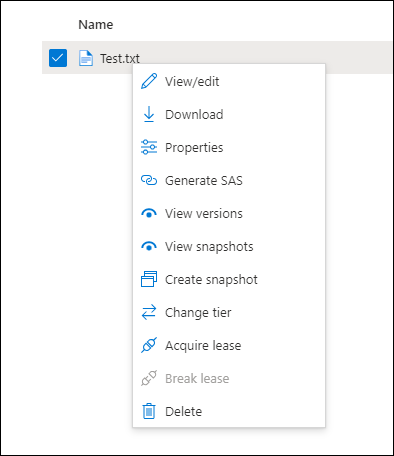 Name
Test.txt
View/edit
Download
Properties
Generate SAS
View versions
View snapshots
Create snapshot
Change tier
Acquire lease
Break lease
Delete